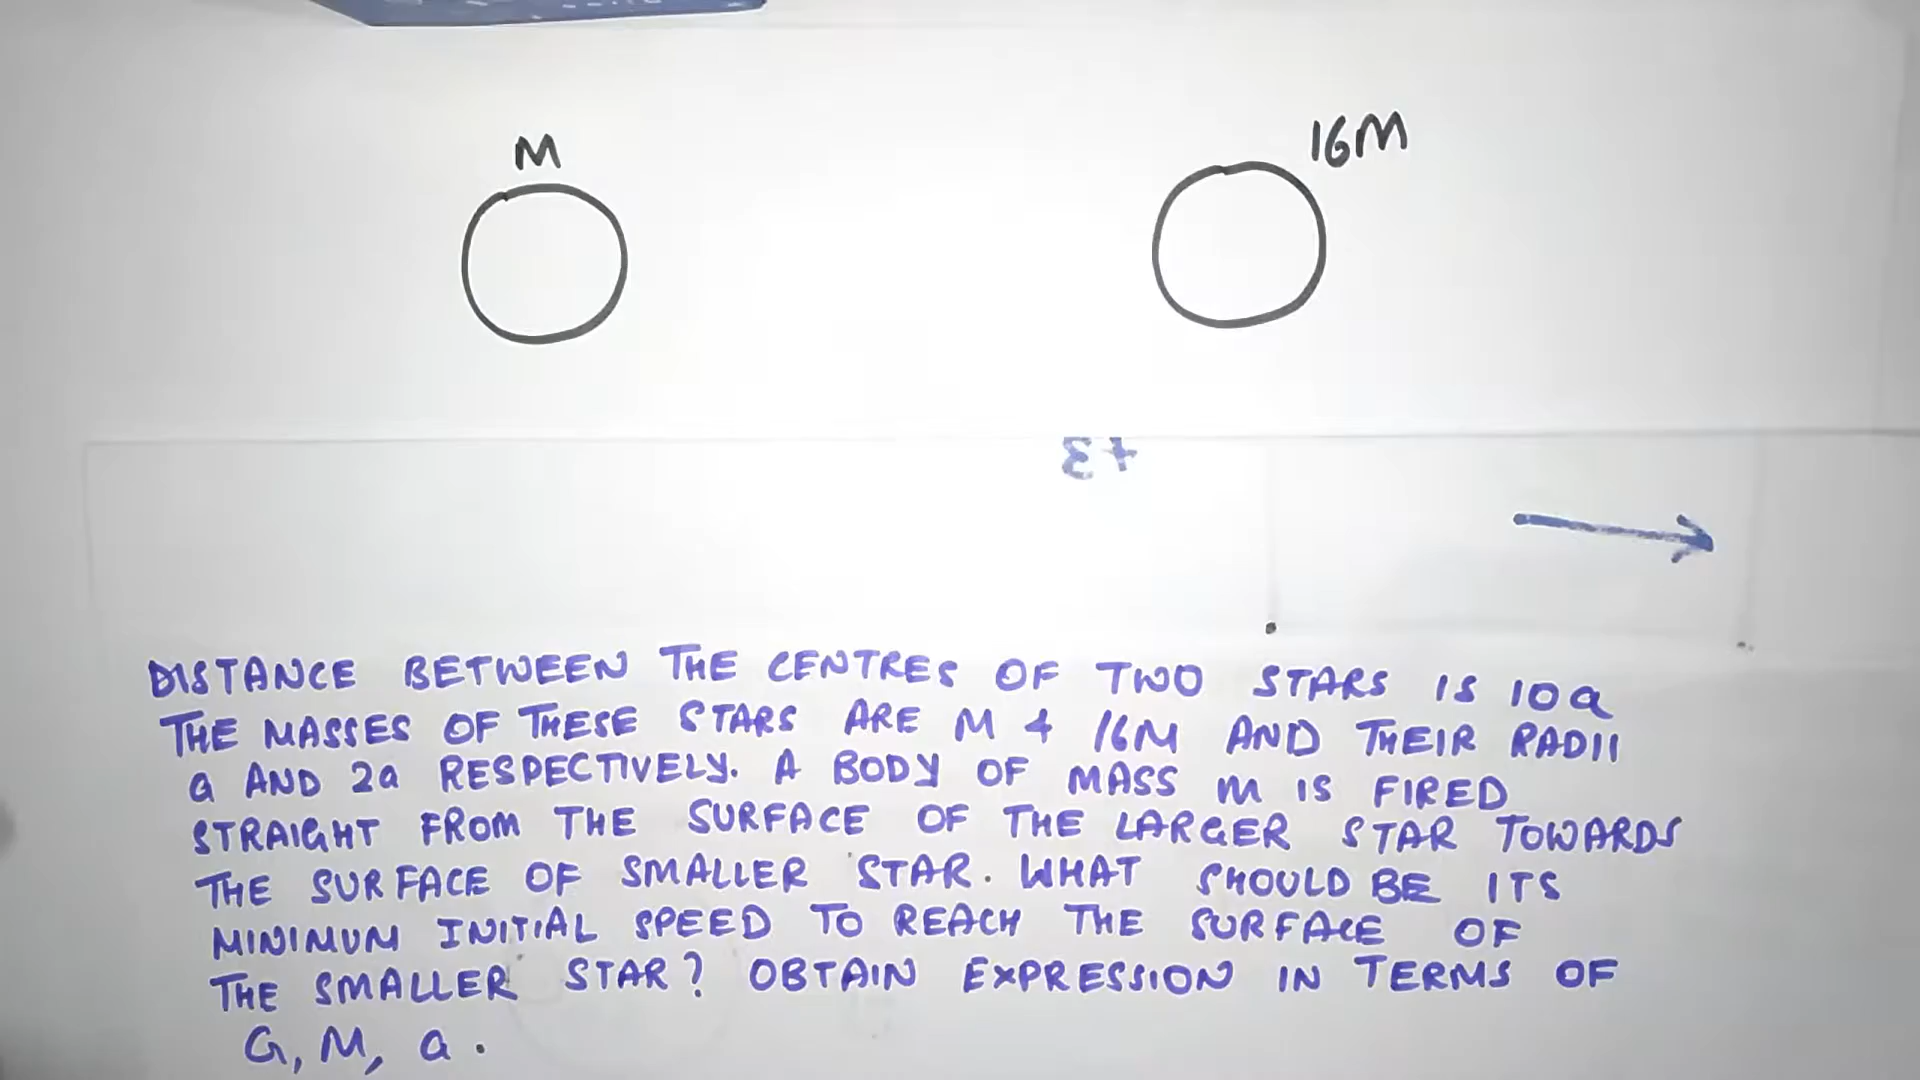 M
16M
DISTANCE BETWEEN THE CENTRES OF TWO STARS IS 10a
THE MASSES OF THESE STARS ARE M & 16M AND THEIR RADII
a AND 2a RESPECTIVELY. A BODY OF MASS m IS FIRED
STRAIGHT FROM THE SURFACE OF THE LARGER STAR TOWARDS
THE SURFACE OF SMALLER STAR. WHAT SHOULD BE ITS
MINIMUM INITIAL SPEED TO REACH THE SURFACE OF
THE SMALLER STAR? OBTAIN EXPRESSION IN TERMS OF
G, M, a.